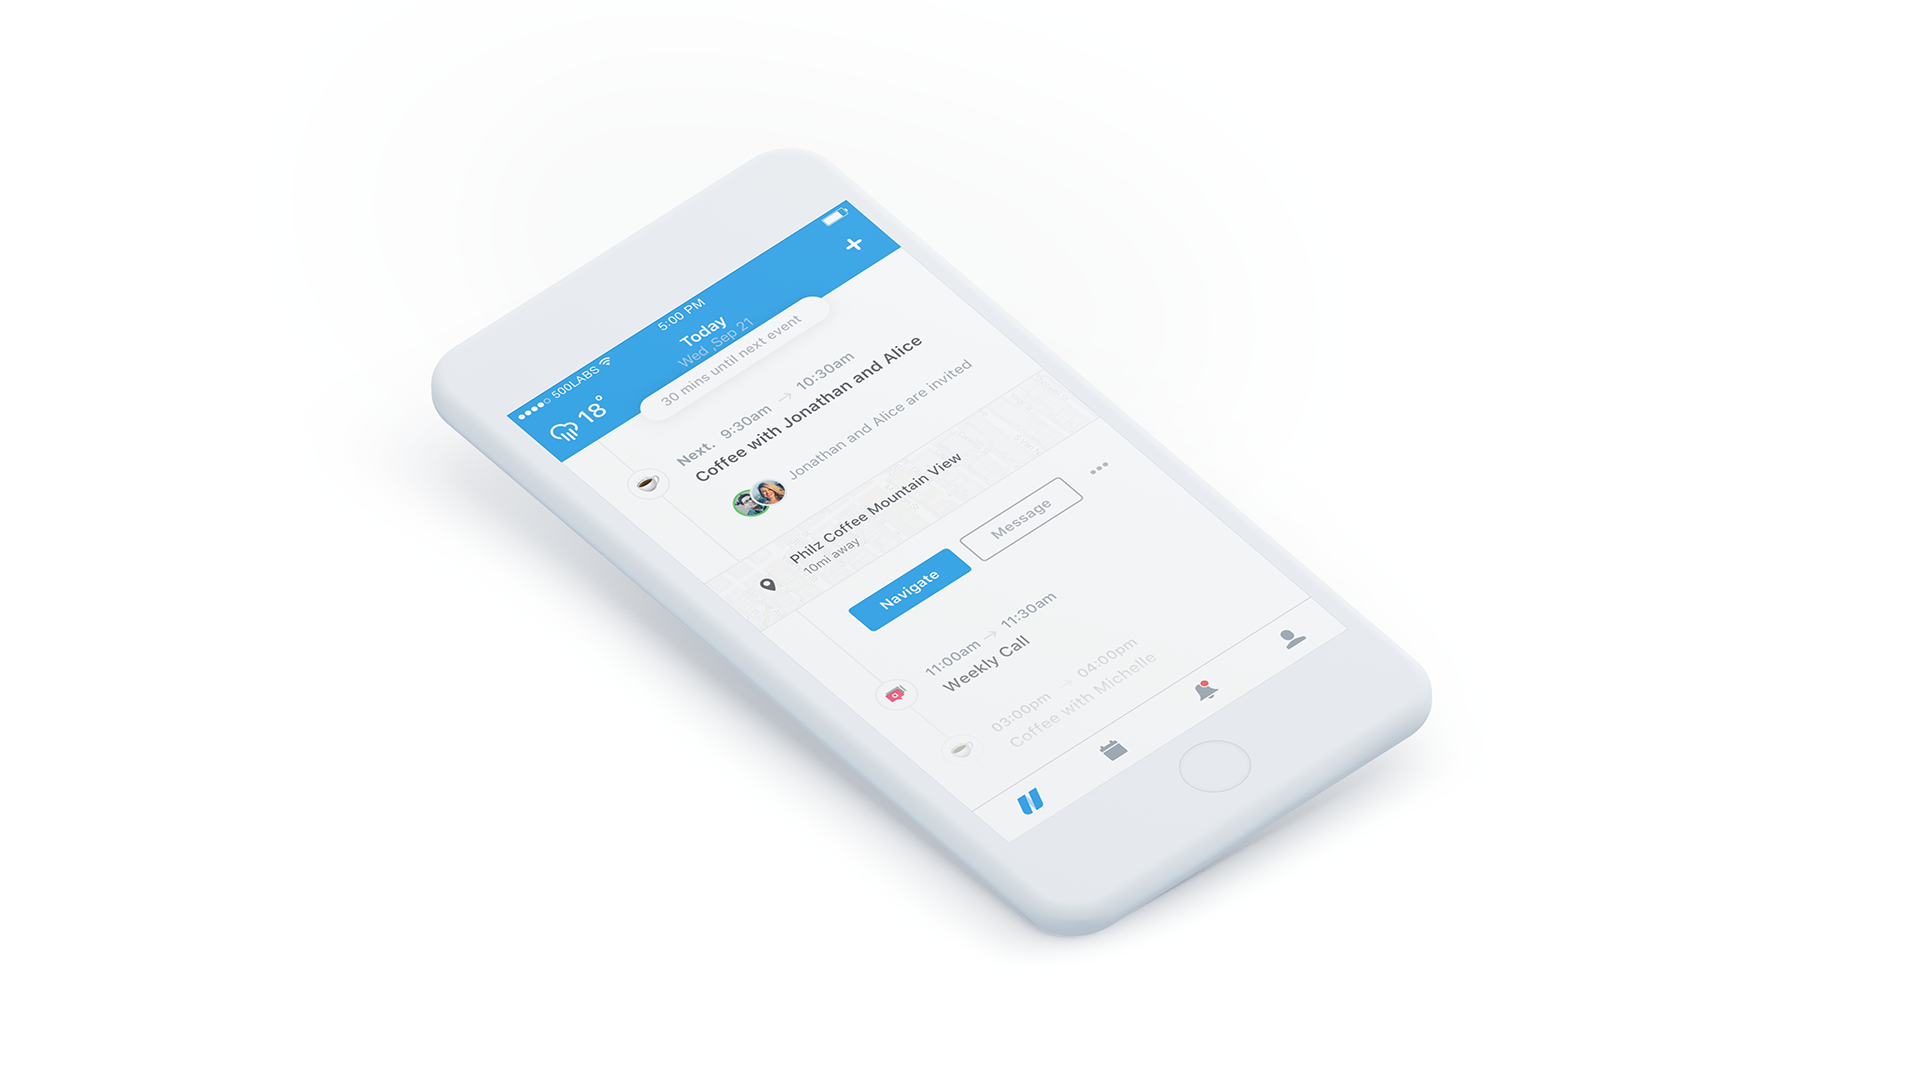 500LABS
5:00 PM
18°
Today
Wed ,Sep 21
30 mins until next event
Next. 9:30am → 10:30am
Coffee with Jonathan and Alice
Jonathan and Alice are invited
Philz Coffee Mountain View
10mi away
Navigate
Message
11:00am → 11:30am
Weekly Call
03:00pm → 04:00pm
Coffee with Michelle